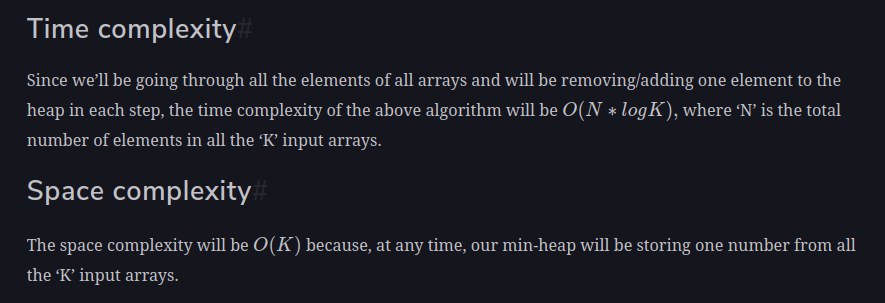 Time complexity#
Since we’ll be going through all the elements of all arrays and will be removing/adding one element to the
heap in each step, the time complexity of the above algorithm will be O(N * logK), where ‘N’ is the total
number of elements in all the ‘K’ input arrays.
Space complexity#
The space complexity will be O(K) because, at any time, our min-heap will be storing one number from all
the ‘K’ input arrays.